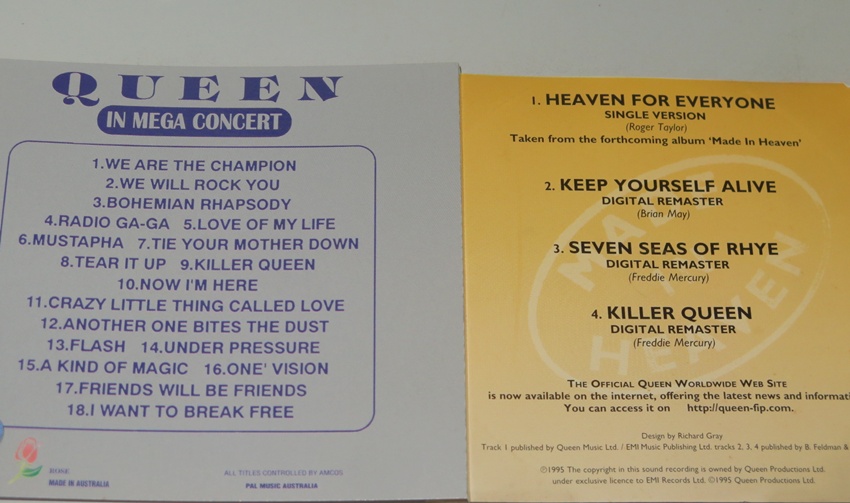 QUEEN
IN MEGA CONCERT
1.WE ARE THE CHAMPION
2.WE WILL ROCK YOU
3.BOHEMIAN RHAPSODY
4.RADIO GA-GA 5.LOVE OF MY LIFE
6.MUSTAPHA 7.TIE YOUR MOTHER DOWN
8.TEAR IT UP 9.KILLER QUEEN
10.NOW I'M HERE
11.CRAZY LITTLE THING CALLED LOVE
12.ANOTHER ONE BITES THE DUST
13.FLASH 14.UNDER PRESSURE
15.A KIND OF MAGIC 16.ONE' VISION
17.FRIENDS WILL BE FRIENDS
18.I WANT TO BREAK FREE
ROSE
MADE IN AUSTRALIA
ALL TITLES CONTROLLED BY AMCOS
PAL MUSIC AUSTRALIA
1. HEAVEN FOR EVERYONE
SINGLE VERSION
(Roger Taylor)
Taken from the forthcoming album 'Made In Heaven'
2. KEEP YOURSELF ALIVE
DIGITAL REMASTER
(Brian May)
3. SEVEN SEAS OF RHYE
DIGITAL REMASTER
(Freddie Mercury)
4. KILLER QUEEN
DIGITAL REMASTER
(Freddie Mercury)
MADE IN HEAVEN
THE OFFICIAL QUEEN WORLDWIDE WEB SITE
is now available on the internet, offering the latest news and informati
You can access it on http://queen-fip.com.
Design by Richard Gray
Track 1 published by Queen Music Ltd. / EMI Music Publishing Ltd. tracks 2, 3, 4 published by B. Feldman &
℗1995 The copyright in this sound recording is owned by Queen Productions Ltd.
under exclusive licence to EMI Records Ltd. ©1995 Queen Productions Ltd.